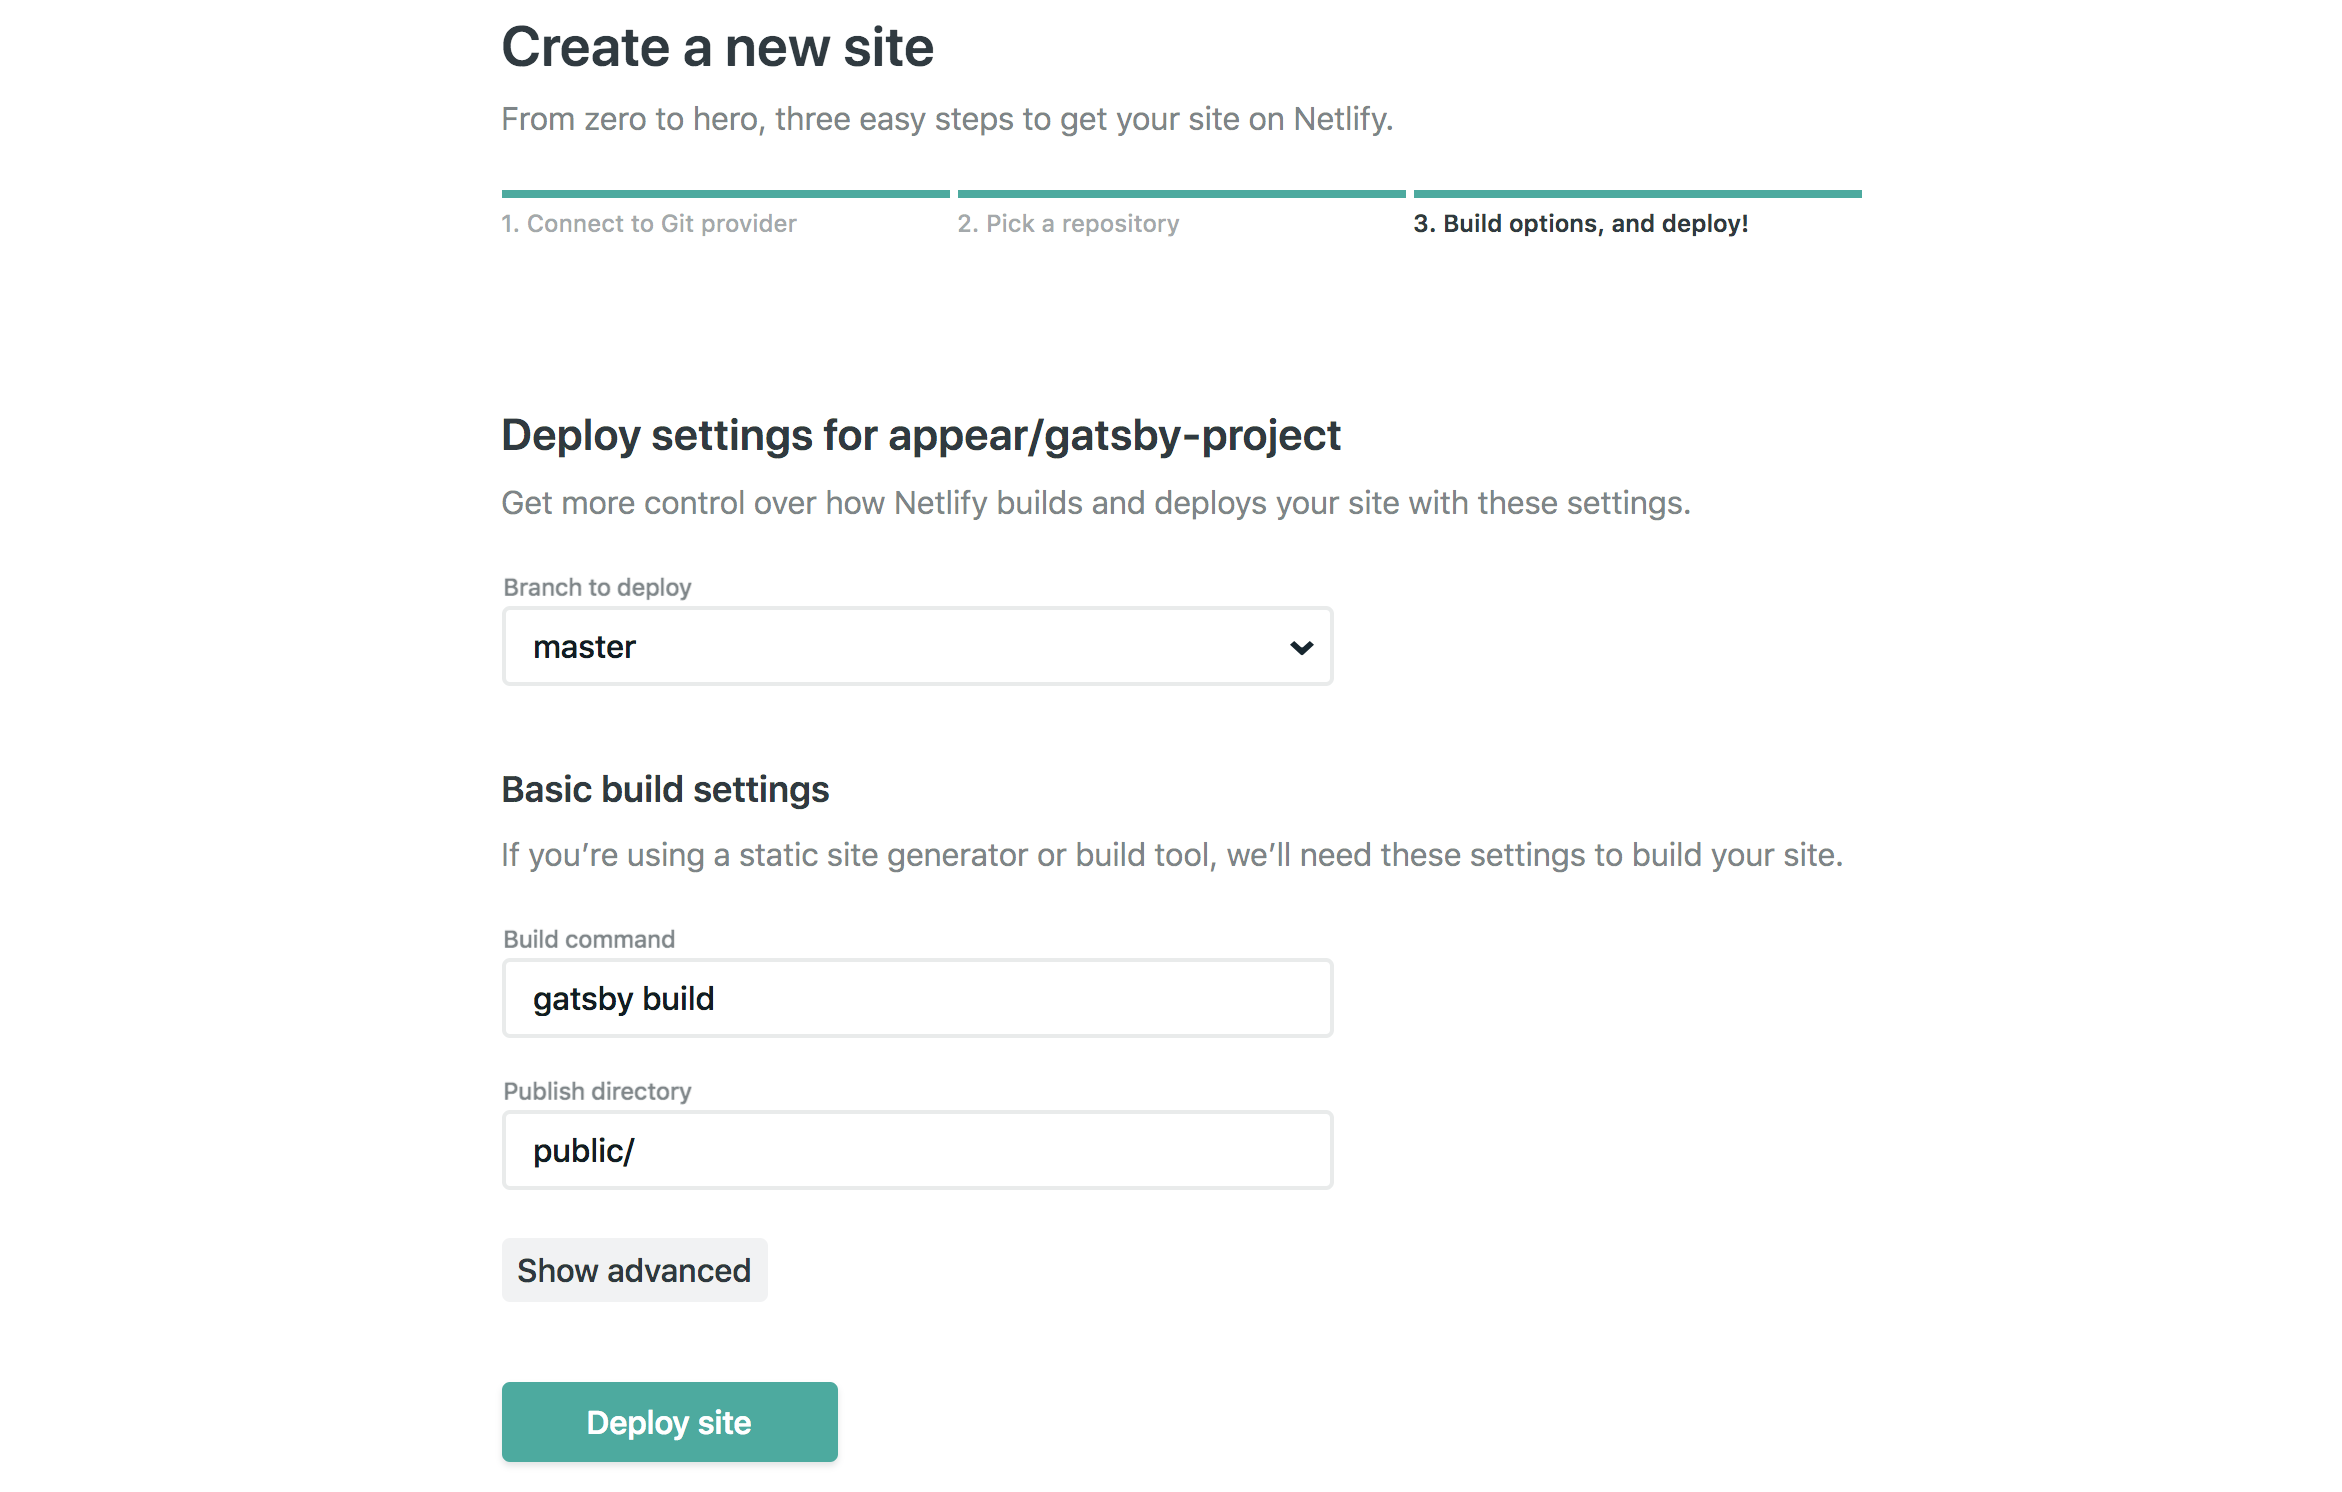 Create a new site
From zero to hero, three easy steps to get your site on Netlify.
1. Connect to Git provider
2. Pick a repository
3. Build options, and deploy!
Deploy settings for appear/gatsby-project
Get more control over how Netlify builds and deploys your site with these settings.
Branch to deploy
master
Basic build settings
If you’re using a static site generator or build tool, we’ll need these settings to build your site.
Build command
gatsby build
Publish directory
public/
Show advanced
Deploy site